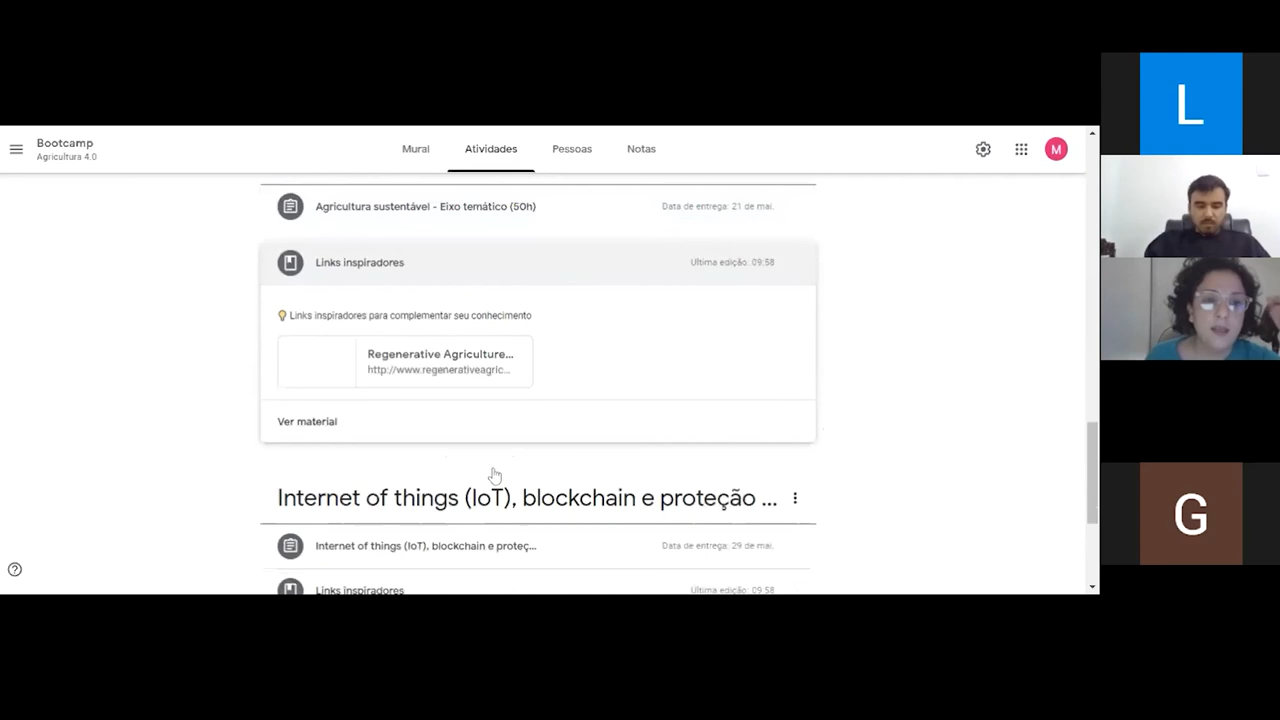 L
Bootcamp
Agricultura 4.0
Mural
Atividades
Pessoas
Notas
M
Agricultura sustentável - Eixo temático (50h)
Data de entrega: 21 de mai.
Links inspiradores
Última edição: 09:58
Links inspiradores para complementar seu conhecimento
Regenerative Agriculture...
http://www.regenerativeagric...
Ver material
Internet of things (IoT), blockchain e proteção ...
Internet of things (IoT), blockchain e proteç...
Data de entrega: 29 de mai.
Links inspiradores
Última edição: 09:58
G